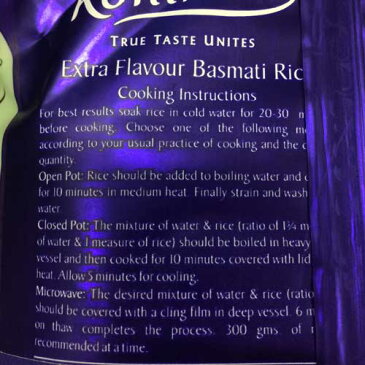 TRUE TASTE UNITES
Extra Flavour Basmati Ric
Cooking Instructions
For best results soak rice in cold water for 20-30 m
before cooking. Choose one of the following me
according to your usual practice of cooking and the c
quantity.
Open Pot: Rice should be added to boiling water and c
for 10 minutes in medium heat. Finally strain and wash
water.
Closed Pot: The mixture of water & rice (ratio of 1¾ m
of water & 1 measure of rice) should be boiled in heavy
vessel and then cooked for 10 minutes covered with lid
heat. Allow 5 minutes for cooling.
Microwave: The desired mixture of water & rice (ratio
should be covered with a cling film in deep vessel. 6 m
on thaw completes the process. 300 gms. of r
recommended at a time.